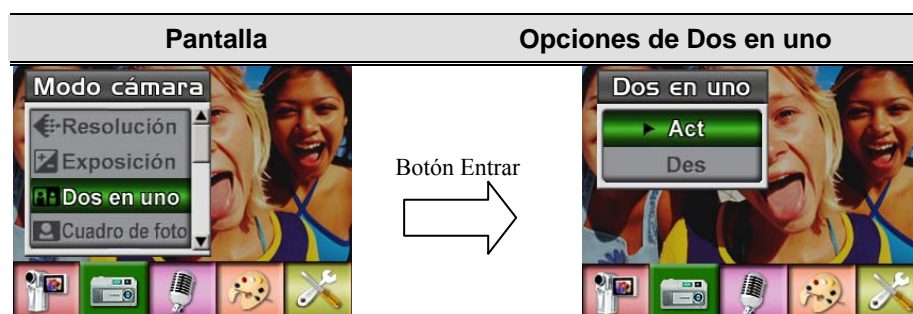 Pantalla
Opciones de Dos en uno
Modo cámara
Resolución
Exposición
Dos en uno
Cuadro de foto
Botón Entrar
Dos en uno
Act
Des